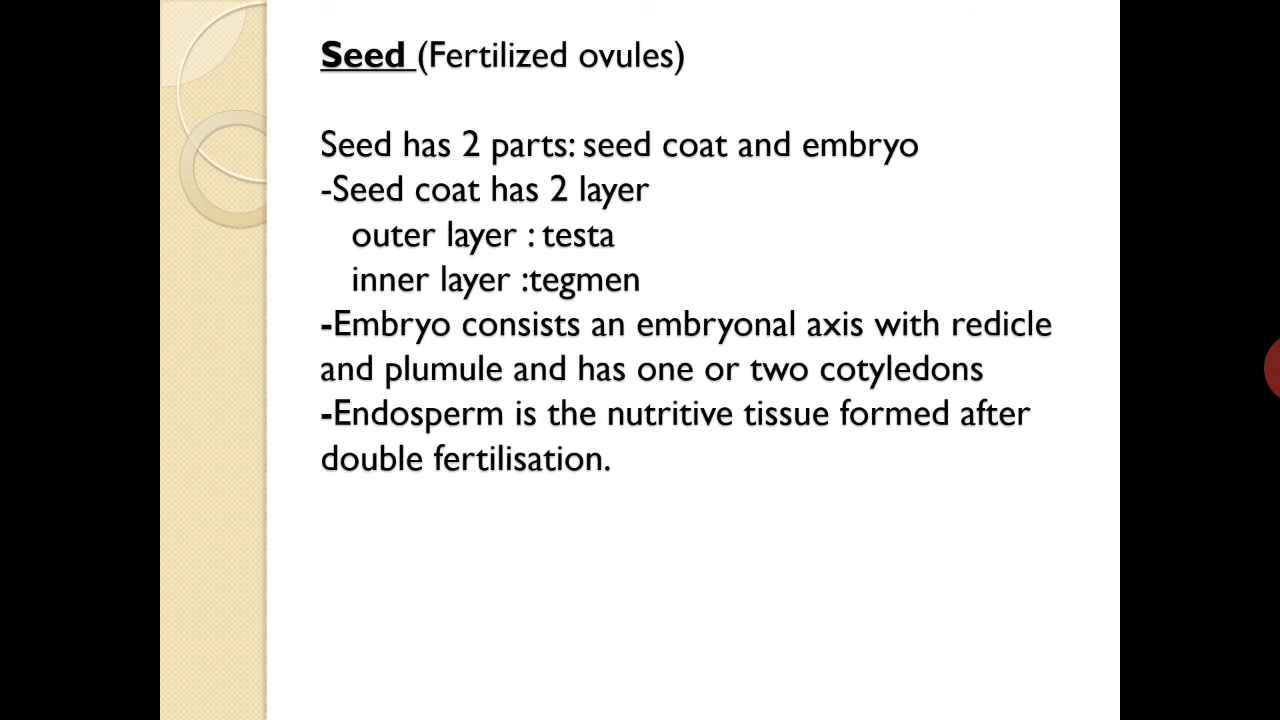 Seed (Fertilized ovules)
Seed has 2 parts: seed coat and embryo
-Seed coat has 2 layer
outer layer : testa
inner layer :tegmen
-Embryo consists an embryonal axis with redicle
and plumule and has one or two cotyledons
-Endosperm is the nutritive tissue formed after
double fertilisation.